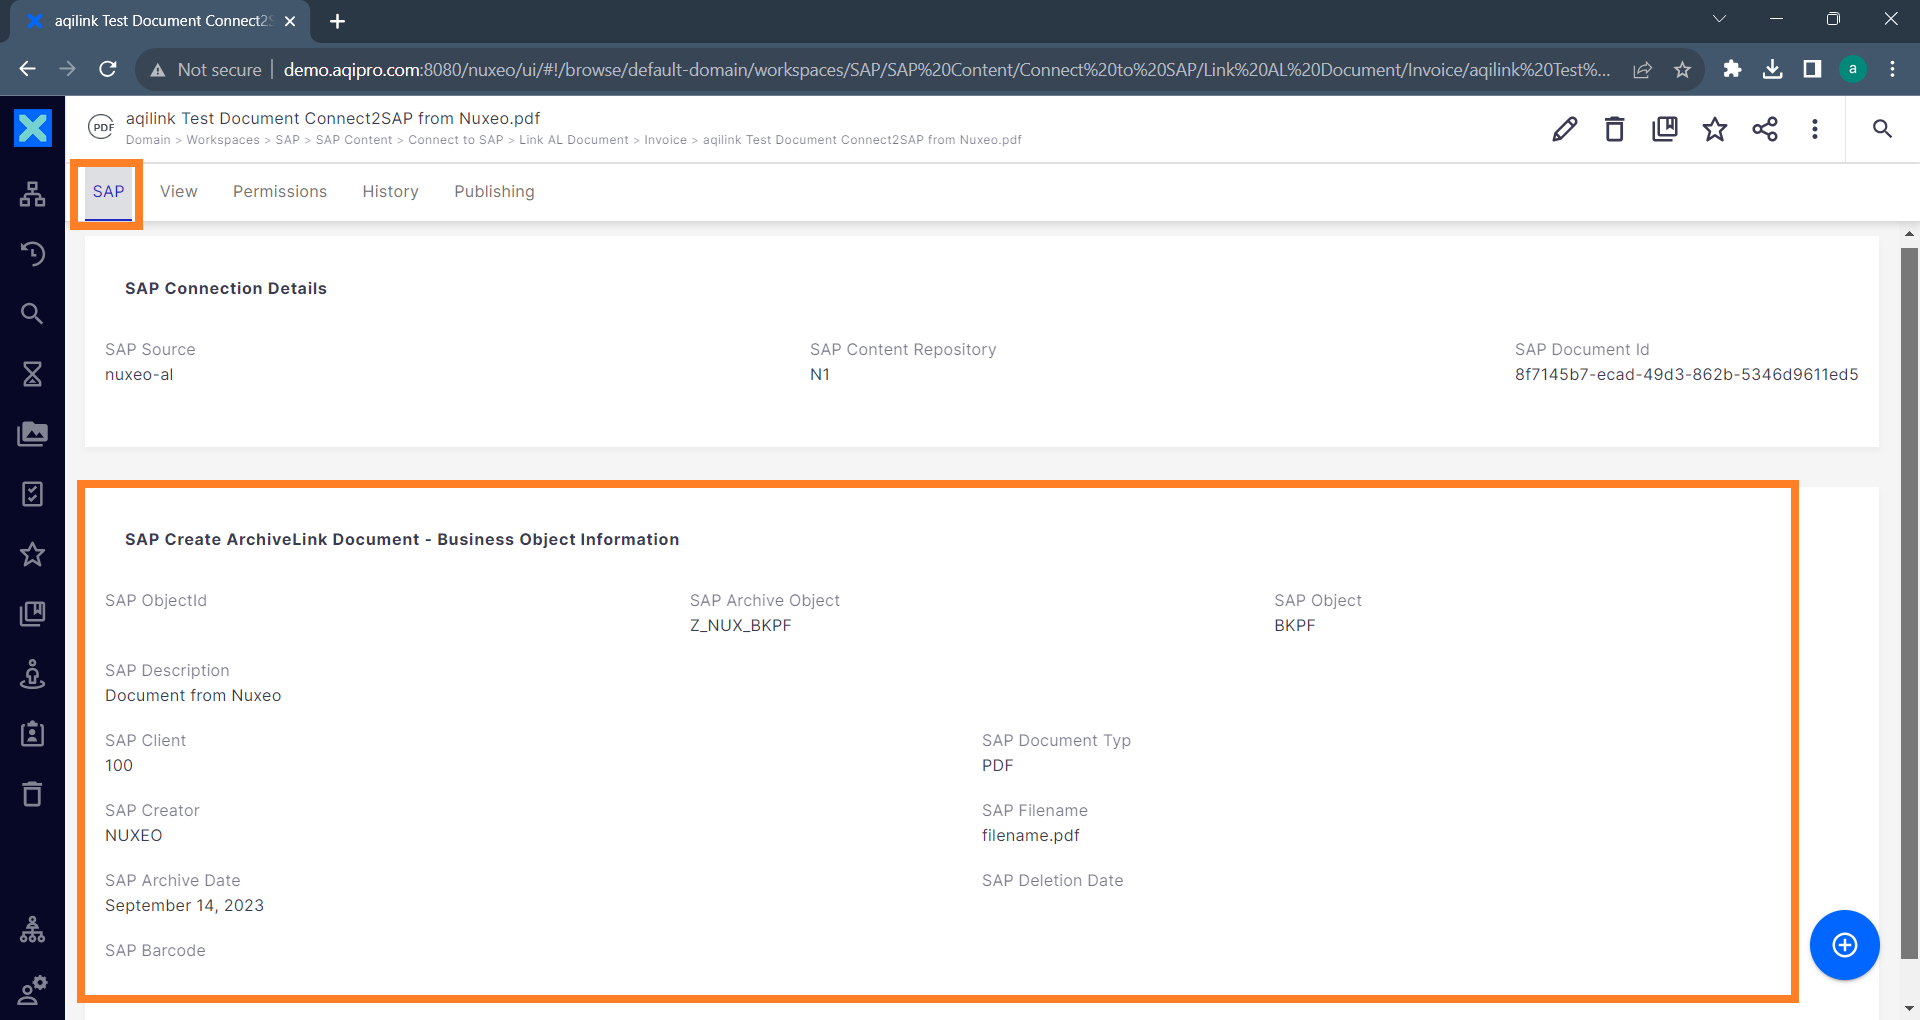 aqilink Test Document Connect2S
Not secure
demo.aqipro.com:8080/nuxeo/ui/#!/browse/default-domain/workspaces/SAP/SAP%20Content/Connect%20to%20SAP/Link%20AL%20Document/Invoice/aqilink%20Test%...
a
PDF
aqilink Test Document Connect2SAP from Nuxeo.pdf
Domain > Workspaces > SAP > SAP Content > Connect to SAP > Link AL Document > Invoice > aqilink Test Document Connect2SAP from Nuxeo.pdf
SAP View Permissions History Publishing
SAP Connection Details
SAP Source SAP Content Repository SAP Document Id
nuxeo-al N1 8f7145b7-ecad-49d3-862b-5346d9611ed5
SAP Create ArchiveLink Document - Business Object Information
SAP ObjectId SAP Archive Object SAP Object
Z_NUX_BKPF BKPF
SAP Description
Document from Nuxeo
SAP Client SAP Document Typ
100 PDF
SAP Creator SAP Filename
NUXEO filename.pdf
SAP Archive Date SAP Deletion Date
September 14, 2023
SAP Barcode